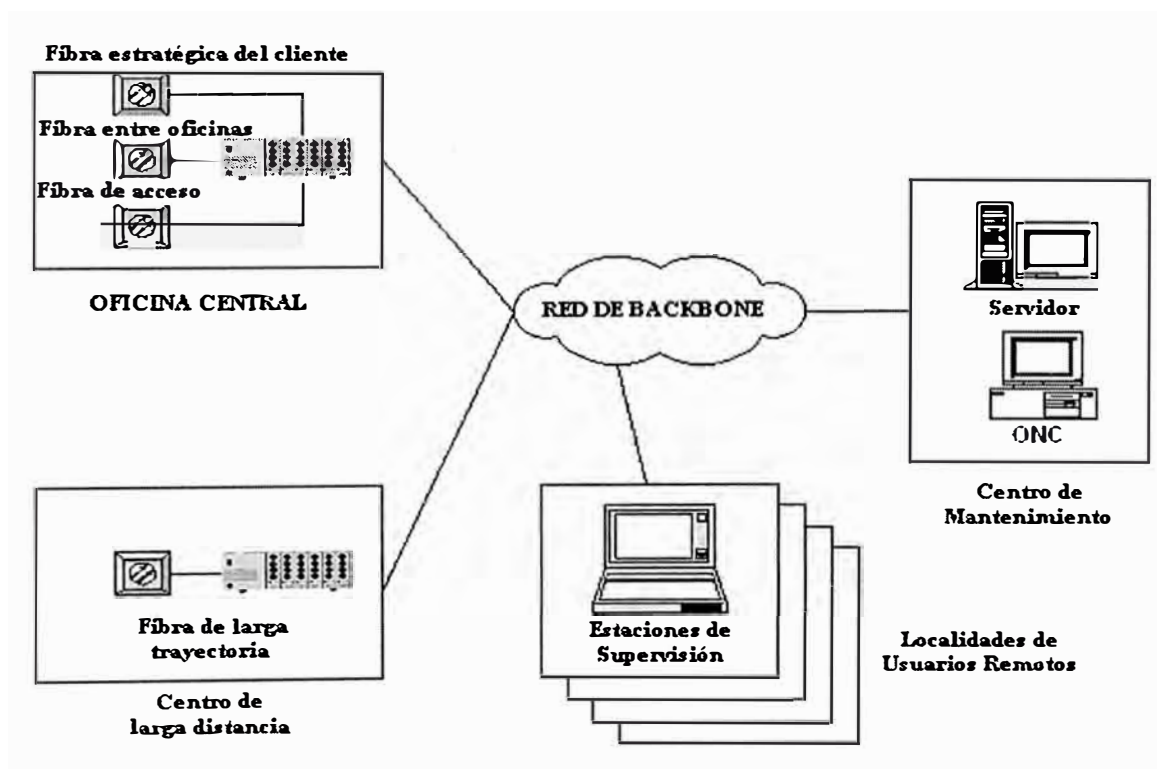 Fibra estratégica del cliente
Fibra entre oficinas
Fibra de acceso
OFICINA CENTRAL
RED DE BACKBONE
Servidor
ONC
Centro de
Mantenimiento
Fibra de larga
trayectoria
Centro de
larga distancia
Estaciones de
Supervisión
Localidades de
Usuarios Remotos